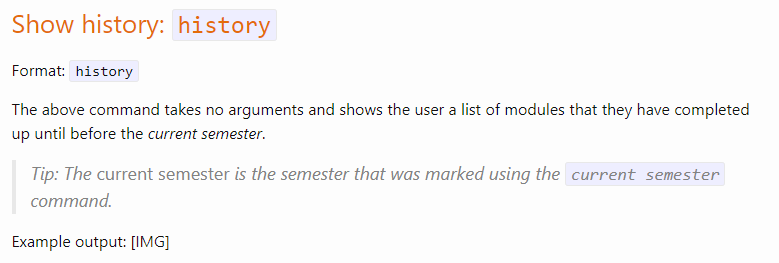 Show history: history
Format: history
The above command takes no arguments and shows the user a list of modules that they have completed
up until before the current semester.
Tip: The current semester is the semester that was marked using the current semester
command.
Example output: [IMG]